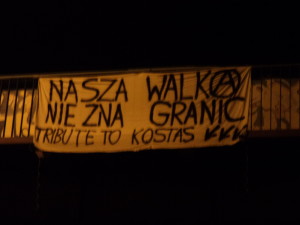 NASZA WALKA
NIE ZNA GRANIC
TRIBUTE TO KOSTAS